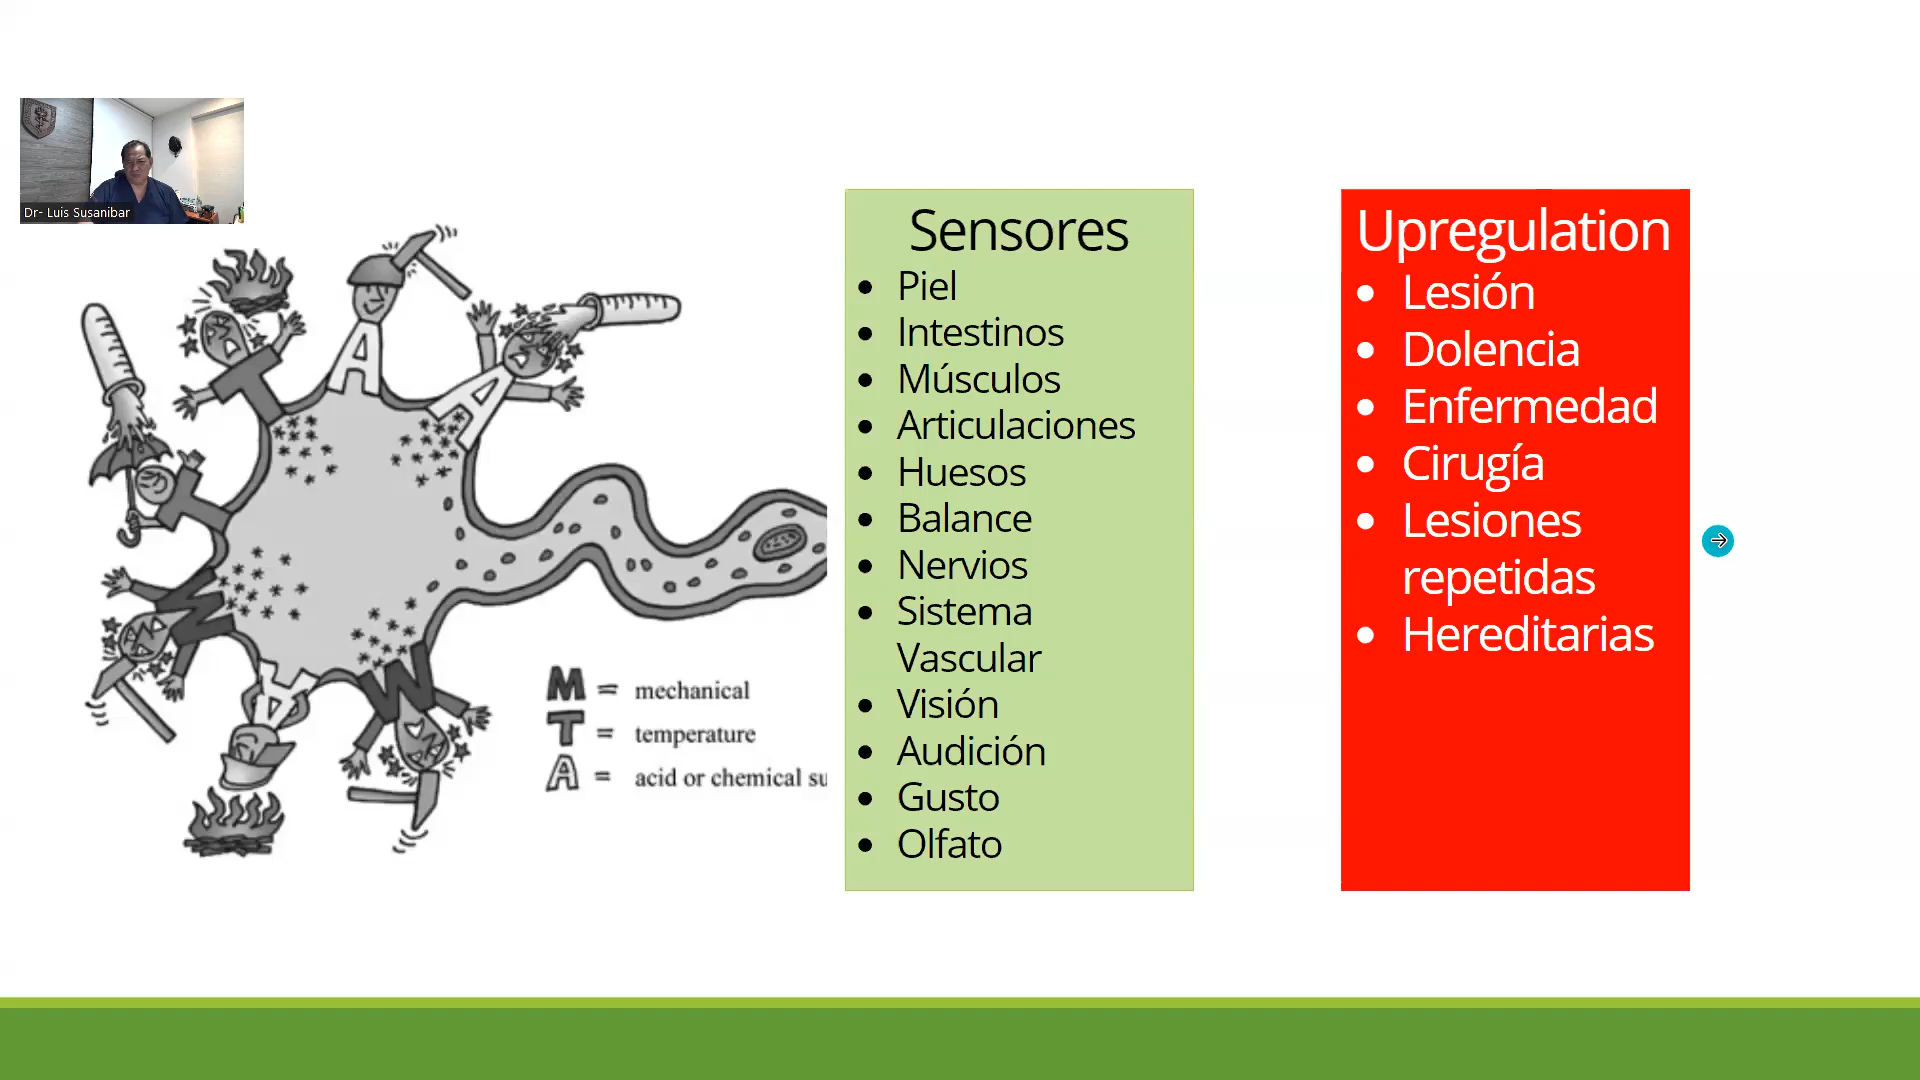 Dr- Luis Susanibar
T
A
A
T
M
A
M
M = mechanical
T = temperature
A = acid or chemical su
Sensores
• Piel
• Intestinos
• Músculos
• Articulaciones
• Huesos
• Balance
• Nervios
• Sistema
Vascular
• Visión
• Audición
• Gusto
• Olfato
Upregulation
• Lesión
• Dolencia
• Enfermedad
• Cirugía
• Lesiones
repetidas
• Hereditarias